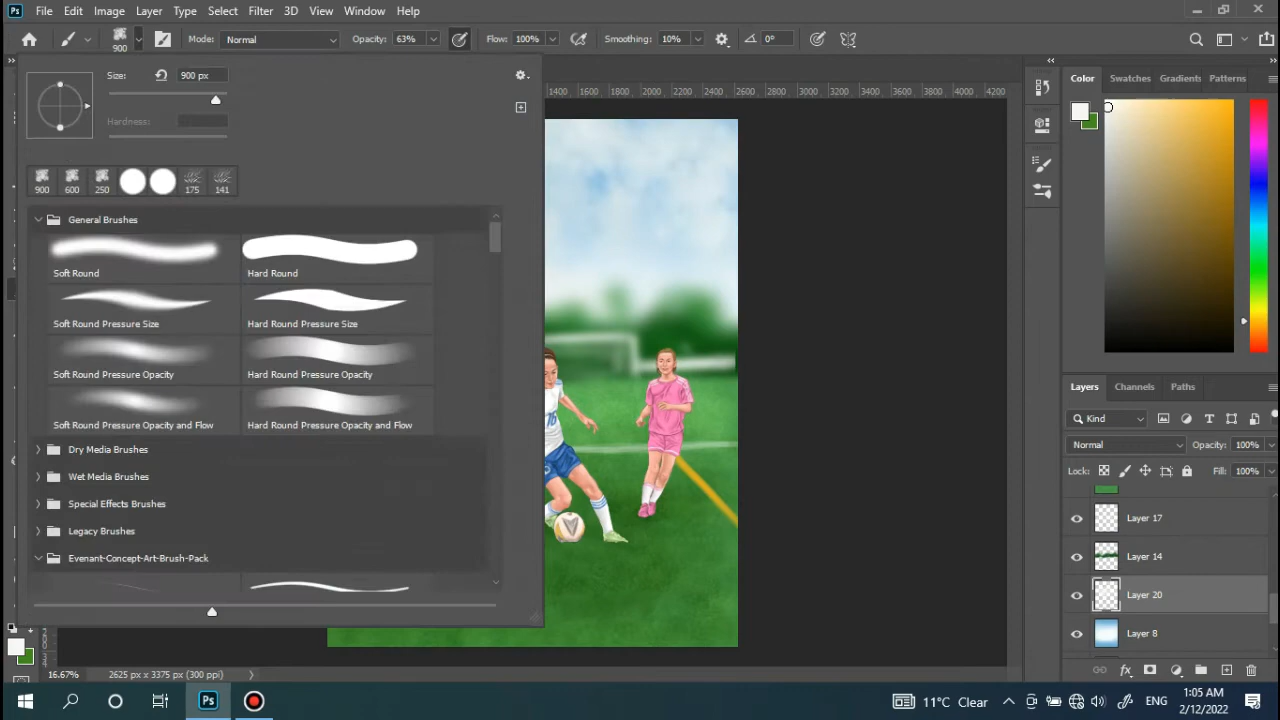 Ps File Edit Image Layer Type Select Filter 3D View Window Help
900 Mode: Normal Opacity: 63% Flow: 100% Smoothing: 10% 0°
Size: 900 px
Hardness:
900 600 250 175 141
General Brushes
Soft Round Hard Round
Soft Round Pressure Size Hard Round Pressure Size
Soft Round Pressure Opacity Hard Round Pressure Opacity
Soft Round Pressure Opacity and Flow Hard Round Pressure Opacity and Flow
Dry Media Brushes
Wet Media Brushes
Special Effects Brushes
Legacy Brushes
Evenant-Concept-Art-Brush-Pack
1400 1600 1800 2000 2200 2400 2600 2800 3000 3200 3400 3600 3800 4000 4200
16
Color Swatches Gradients Patterns
Layers Channels Paths
Kind
Normal Opacity: 100%
Lock: Fill: 100%
Layer 17
Layer 14
Layer 20
Layer 8
fx
16.67% 2625 px x 3375 px (300 ppi)
Ps 11°C Clear ENG 1:05 AM
2/12/2022